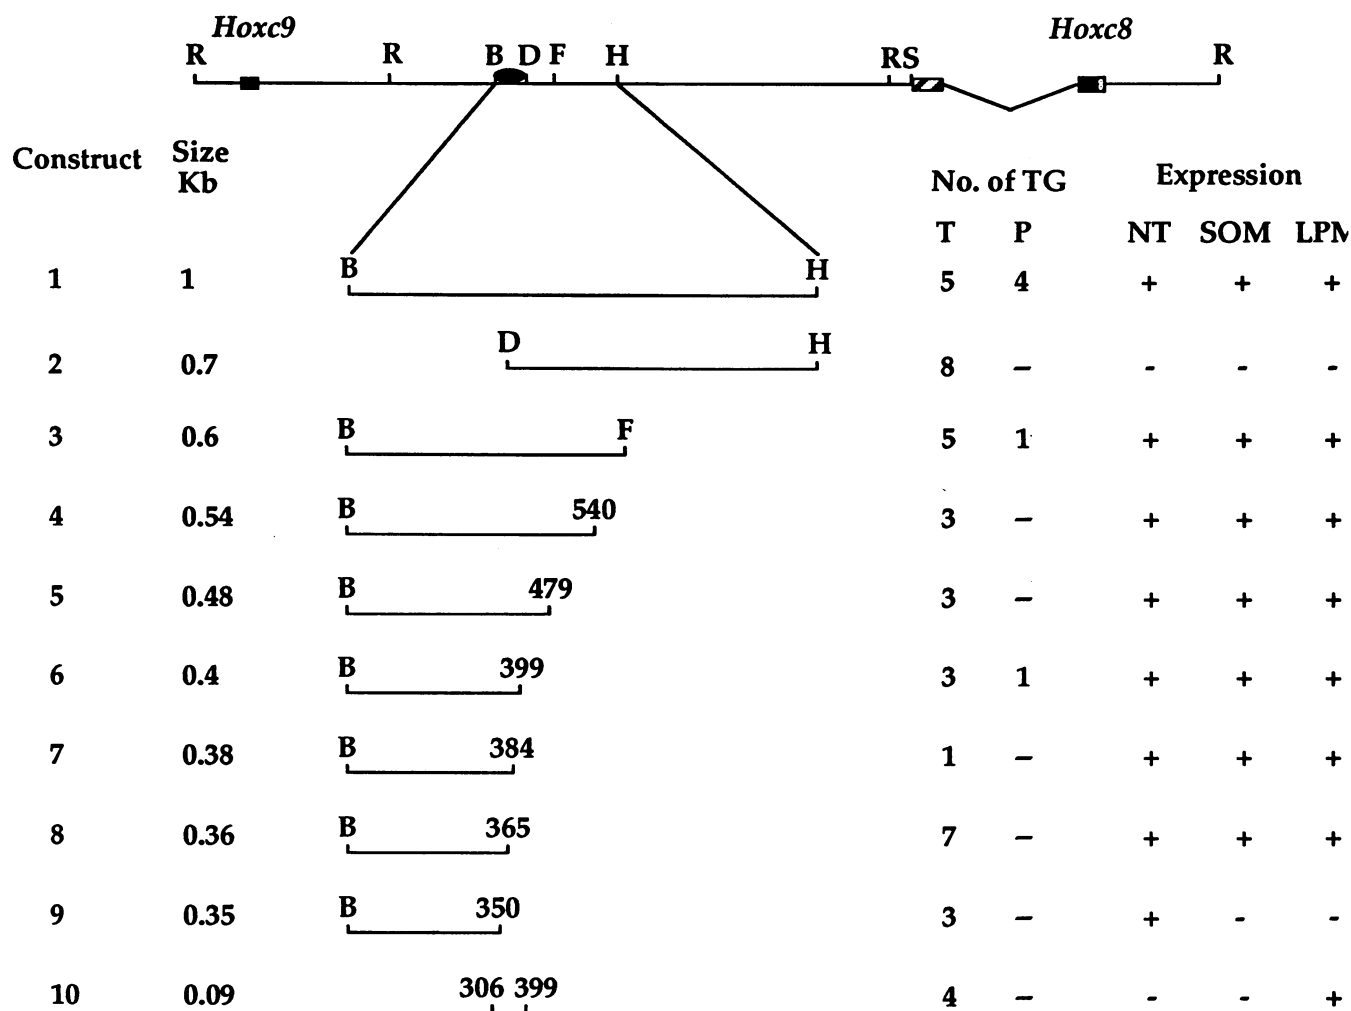 Hoxc9 Hoxc8
R R B D F H R S R
Construct Size Kb No. of TG Expression
T P NT SOM LPM
B H
1 1 5 4 + + +
D H
2 0.7 8 – - - -
B F
3 0.6 5 1 + + +
B 540
4 0.54 3 – + + +
B 479
5 0.48 3 – + + +
B 399
6 0.4 3 1 + + +
B 384
7 0.38 1 – + + +
B 365
8 0.36 7 – + + +
B 350
9 0.35 3 – + - -
306 399
10 0.09 4 – - - +